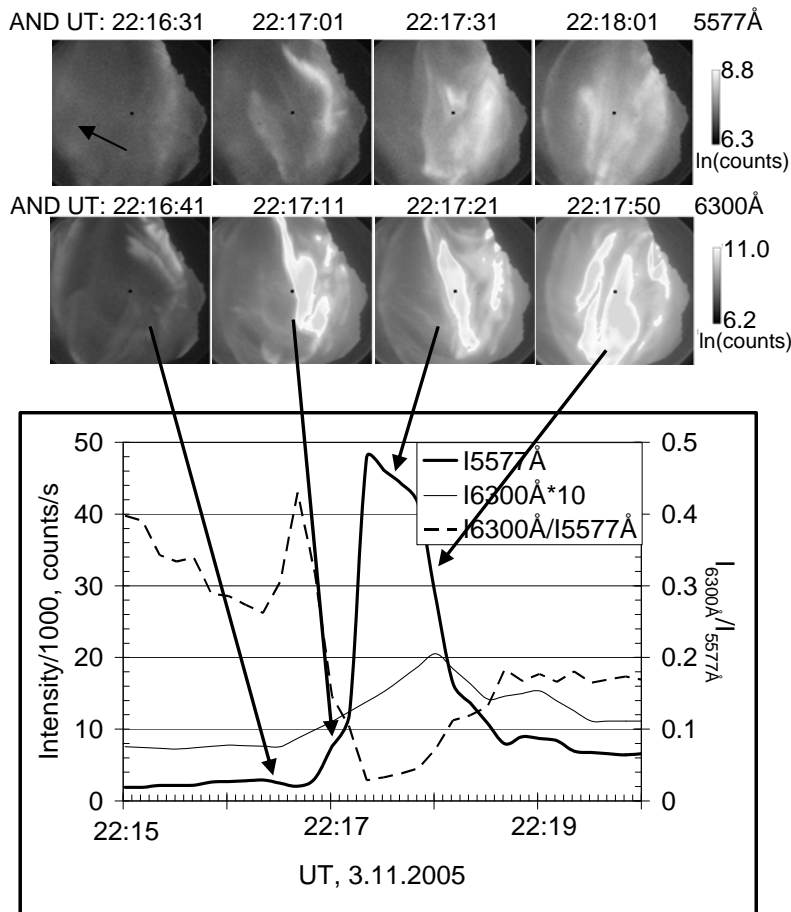 AND UT: 22:16:31 22:17:01 22:17:31 22:18:01 5577Å
8.8
6.3
ln(counts)
AND UT: 22:16:41 22:17:11 22:17:21 22:17:50 6300Å
11.0
6.2
ln(counts)
50 0.5
I5577Å
I6300Å*10
I6300Å/I5577Å
40 0.4
30 0.3
20 0.2
10 0.1
0 0
Intensity/1000, counts/s
I6300Å/I5577Å
22:15 22:17 22:19
UT, 3.11.2005